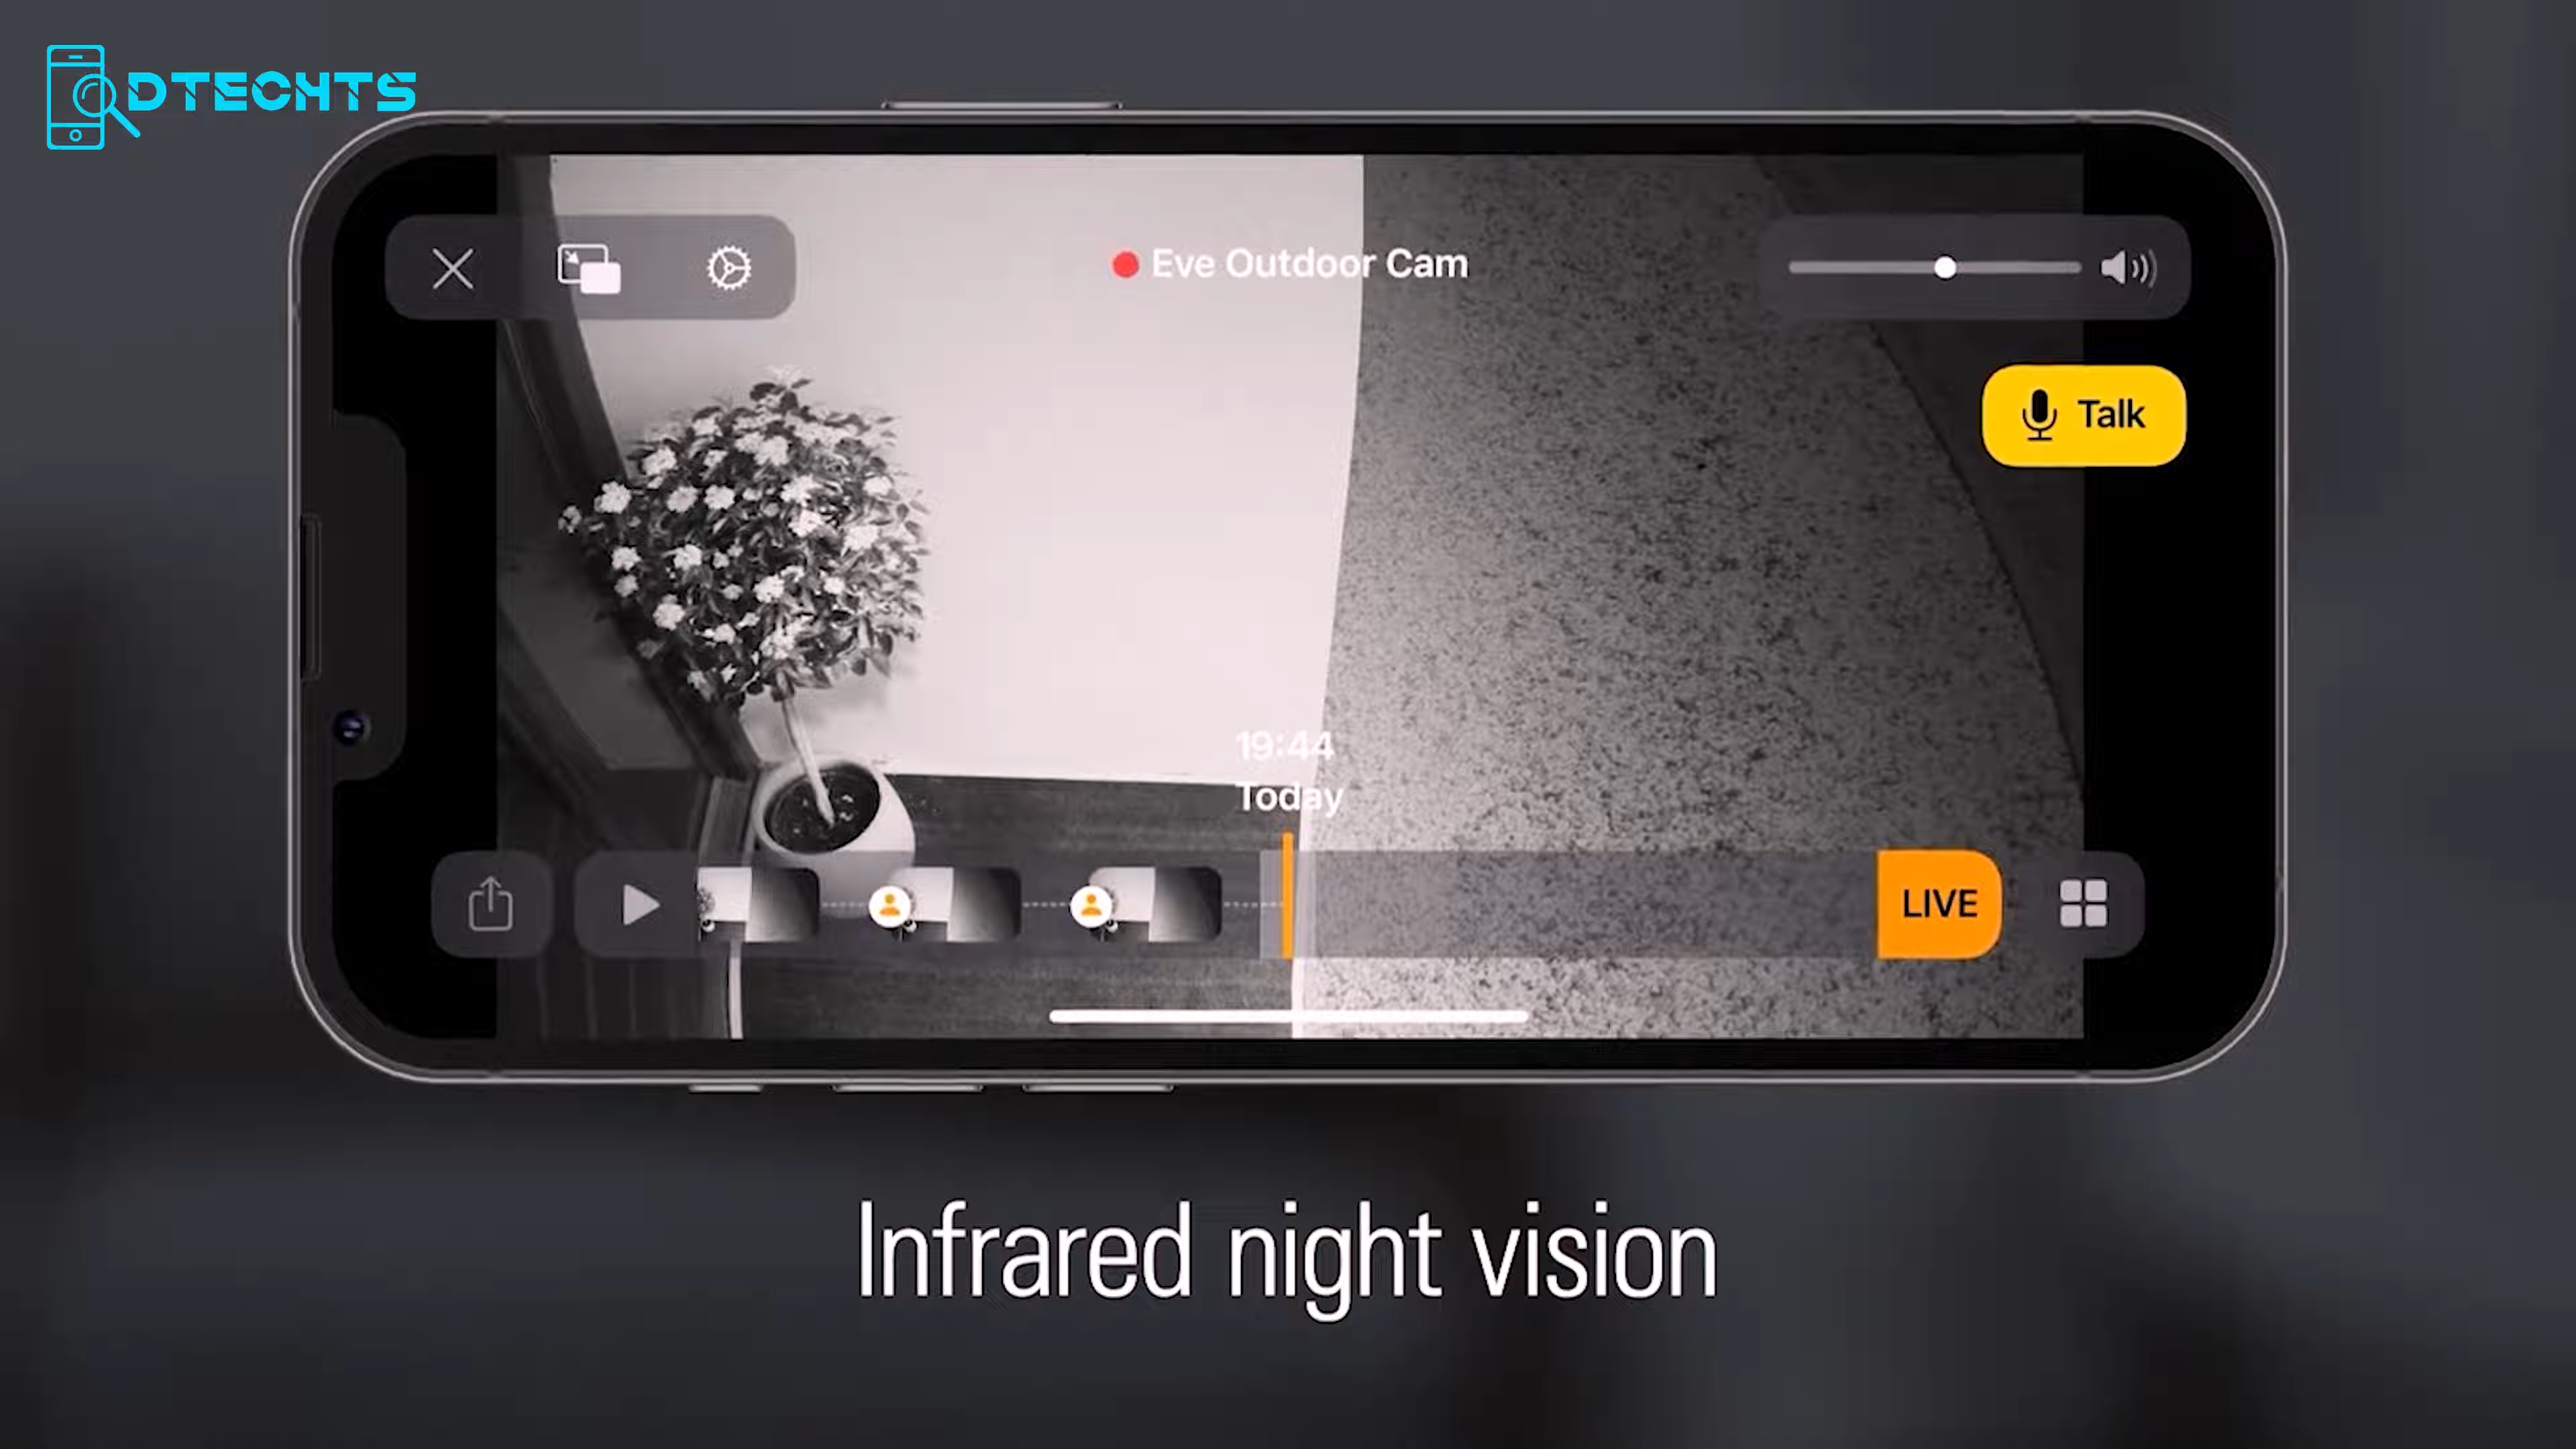 DTECHTS
Eve Outdoor Cam
Talk
19:44
Today
LIVE
Infrared night vision